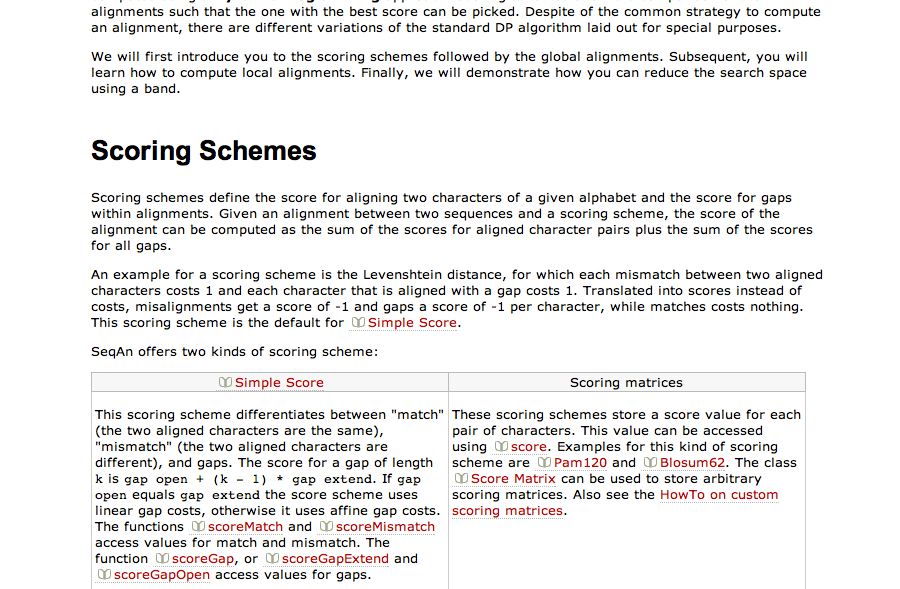 alignments such that the one with the best score can be picked. Despite of the common strategy to compute
an alignment, there are different variations of the standard DP algorithm laid out for special purposes.
We will first introduce you to the scoring schemes followed by the global alignments. Subsequent, you will
learn how to compute local alignments. Finally, we will demonstrate how you can reduce the search space
using a band.
Scoring Schemes
Scoring schemes define the score for aligning two characters of a given alphabet and the score for gaps
within alignments. Given an alignment between two sequences and a scoring scheme, the score of the
alignment can be computed as the sum of the scores for aligned character pairs plus the sum of the scores
for all gaps.
An example for a scoring scheme is the Levenshtein distance, for which each mismatch between two aligned
characters costs 1 and each character that is aligned with a gap costs 1. Translated into scores instead of
costs, misalignments get a score of -1 and gaps a score of -1 per character, while matches costs nothing.
This scoring scheme is the default for Simple Score.
SeqAn offers two kinds of scoring scheme:
Simple Score
This scoring scheme differentiates between "match"
(the two aligned characters are the same),
"mismatch" (the two aligned characters are
different), and gaps. The score for a gap of length
k is gap open + (k - 1) * gap extend. If gap
open equals gap extend the score scheme uses
linear gap costs, otherwise it uses affine gap costs.
The functions scoreMatch and scoreMismatch
access values for match and mismatch. The
function scoreGap, or scoreGapExtend and
scoreGapOpen access values for gaps.
Scoring matrices
These scoring schemes store a score value for each
pair of characters. This value can be accessed
using score. Examples for this kind of scoring
scheme are Pam120 and Blosum62. The class
Score Matrix can be used to store arbitrary
scoring matrices. Also see the HowTo on custom
scoring matrices.